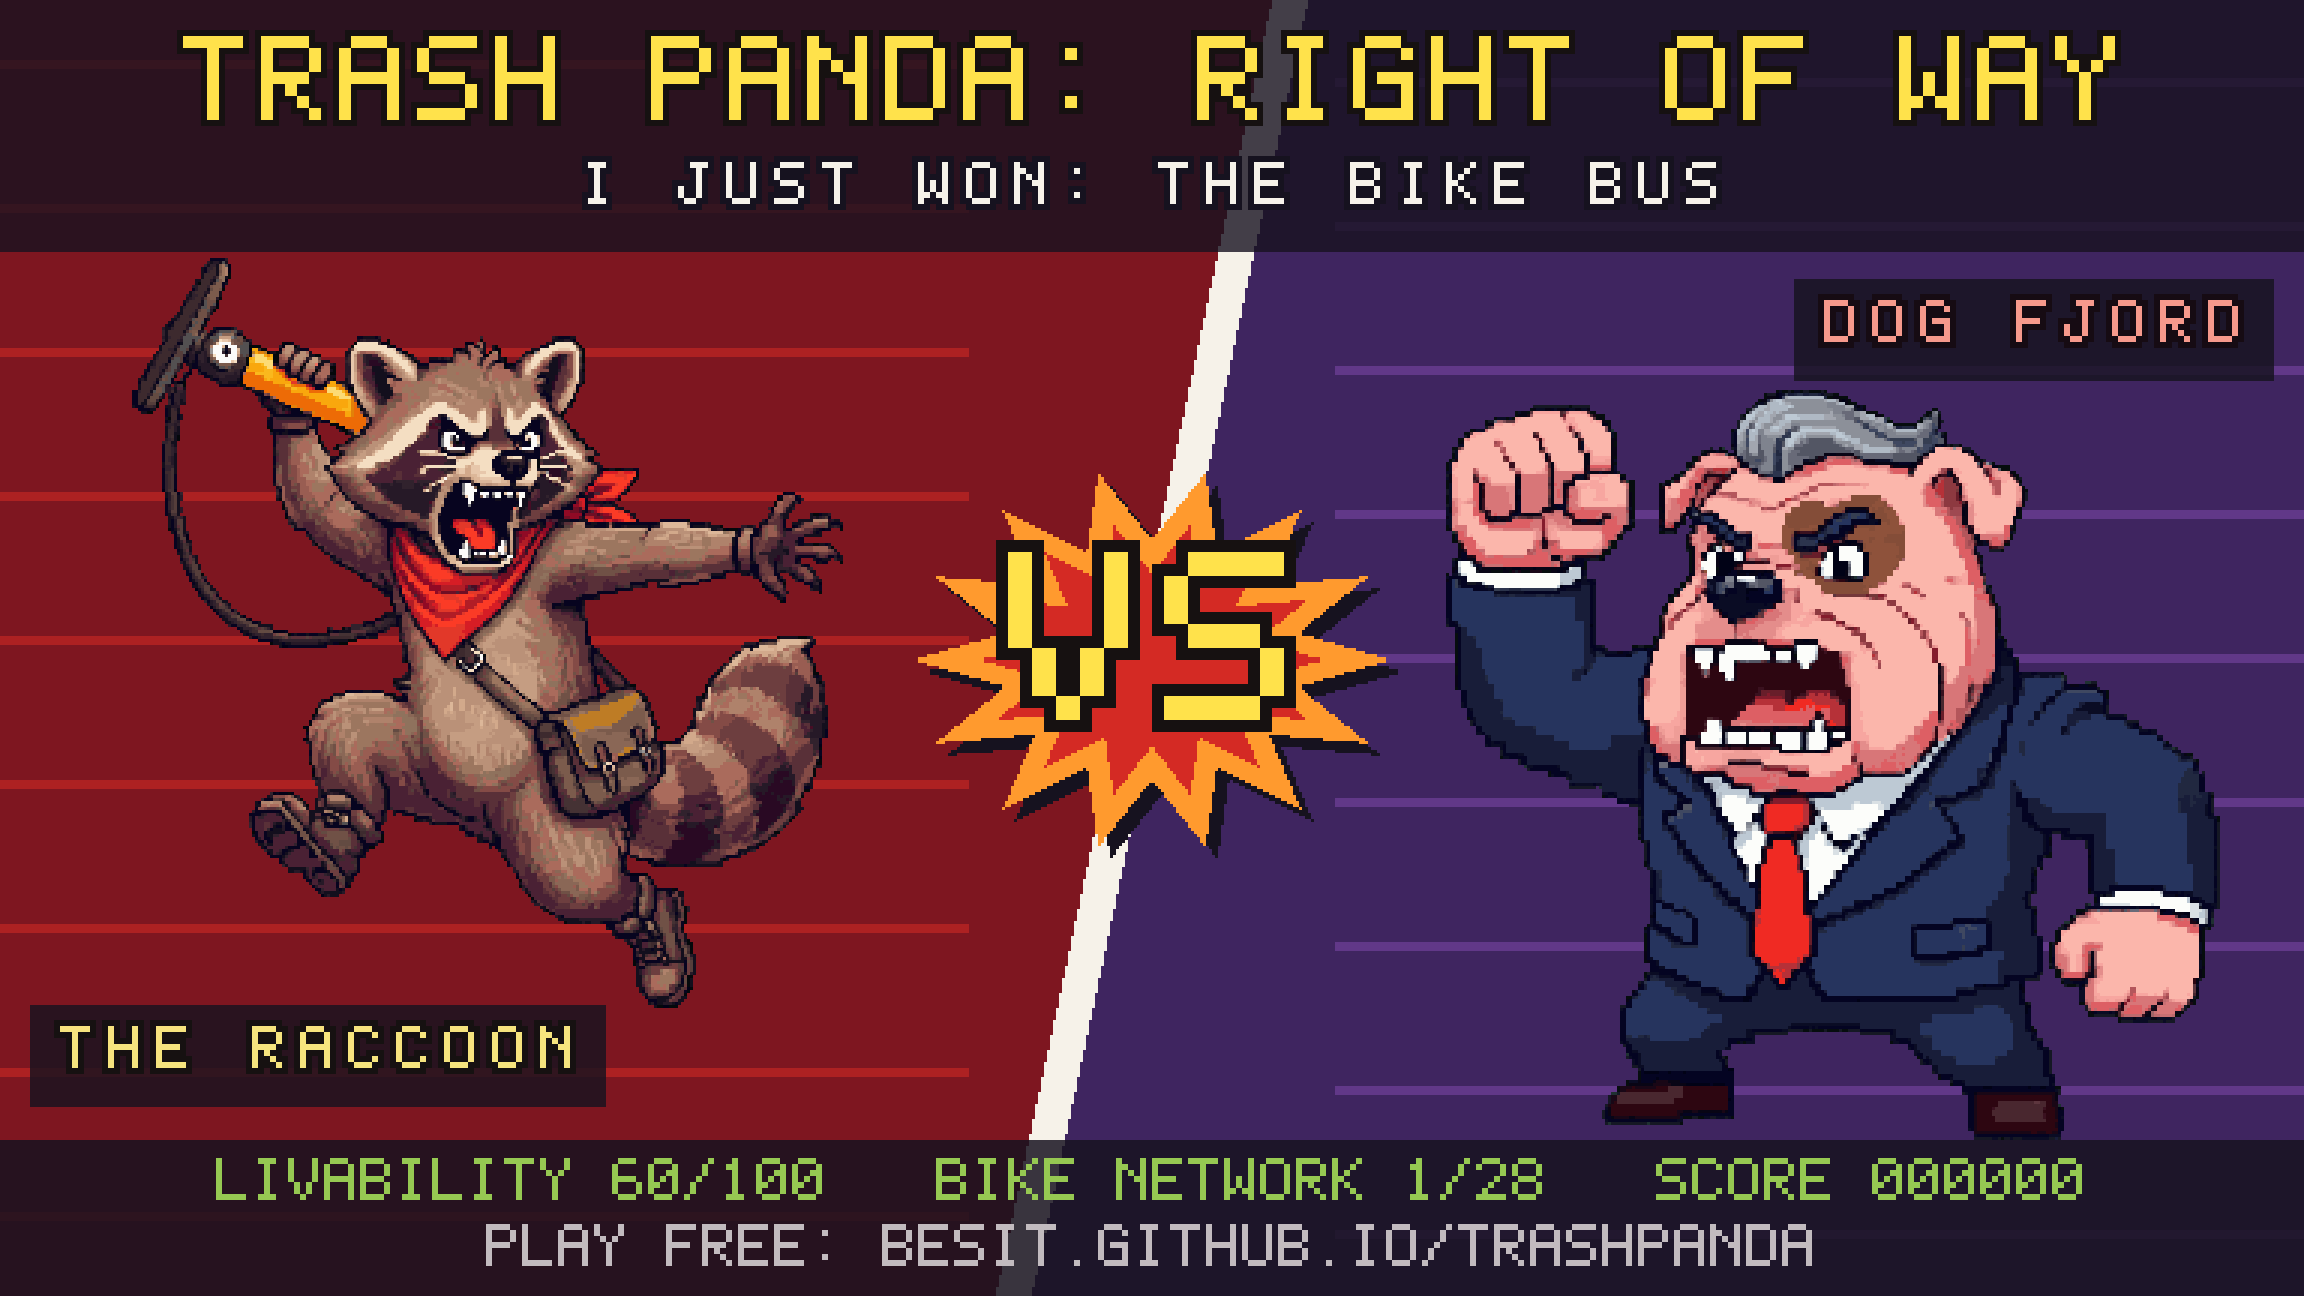 TRASH PANDA: RIGHT OF WAY
I JUST WON: THE BIKE BUS
DOG FJORD
VS
THE RACCOON
LIVABILITY 60/100 BIKE NETWORK 1/28 SCORE 000000
PLAY FREE: BESIT.GITHUB.IO/TRASHPANDA